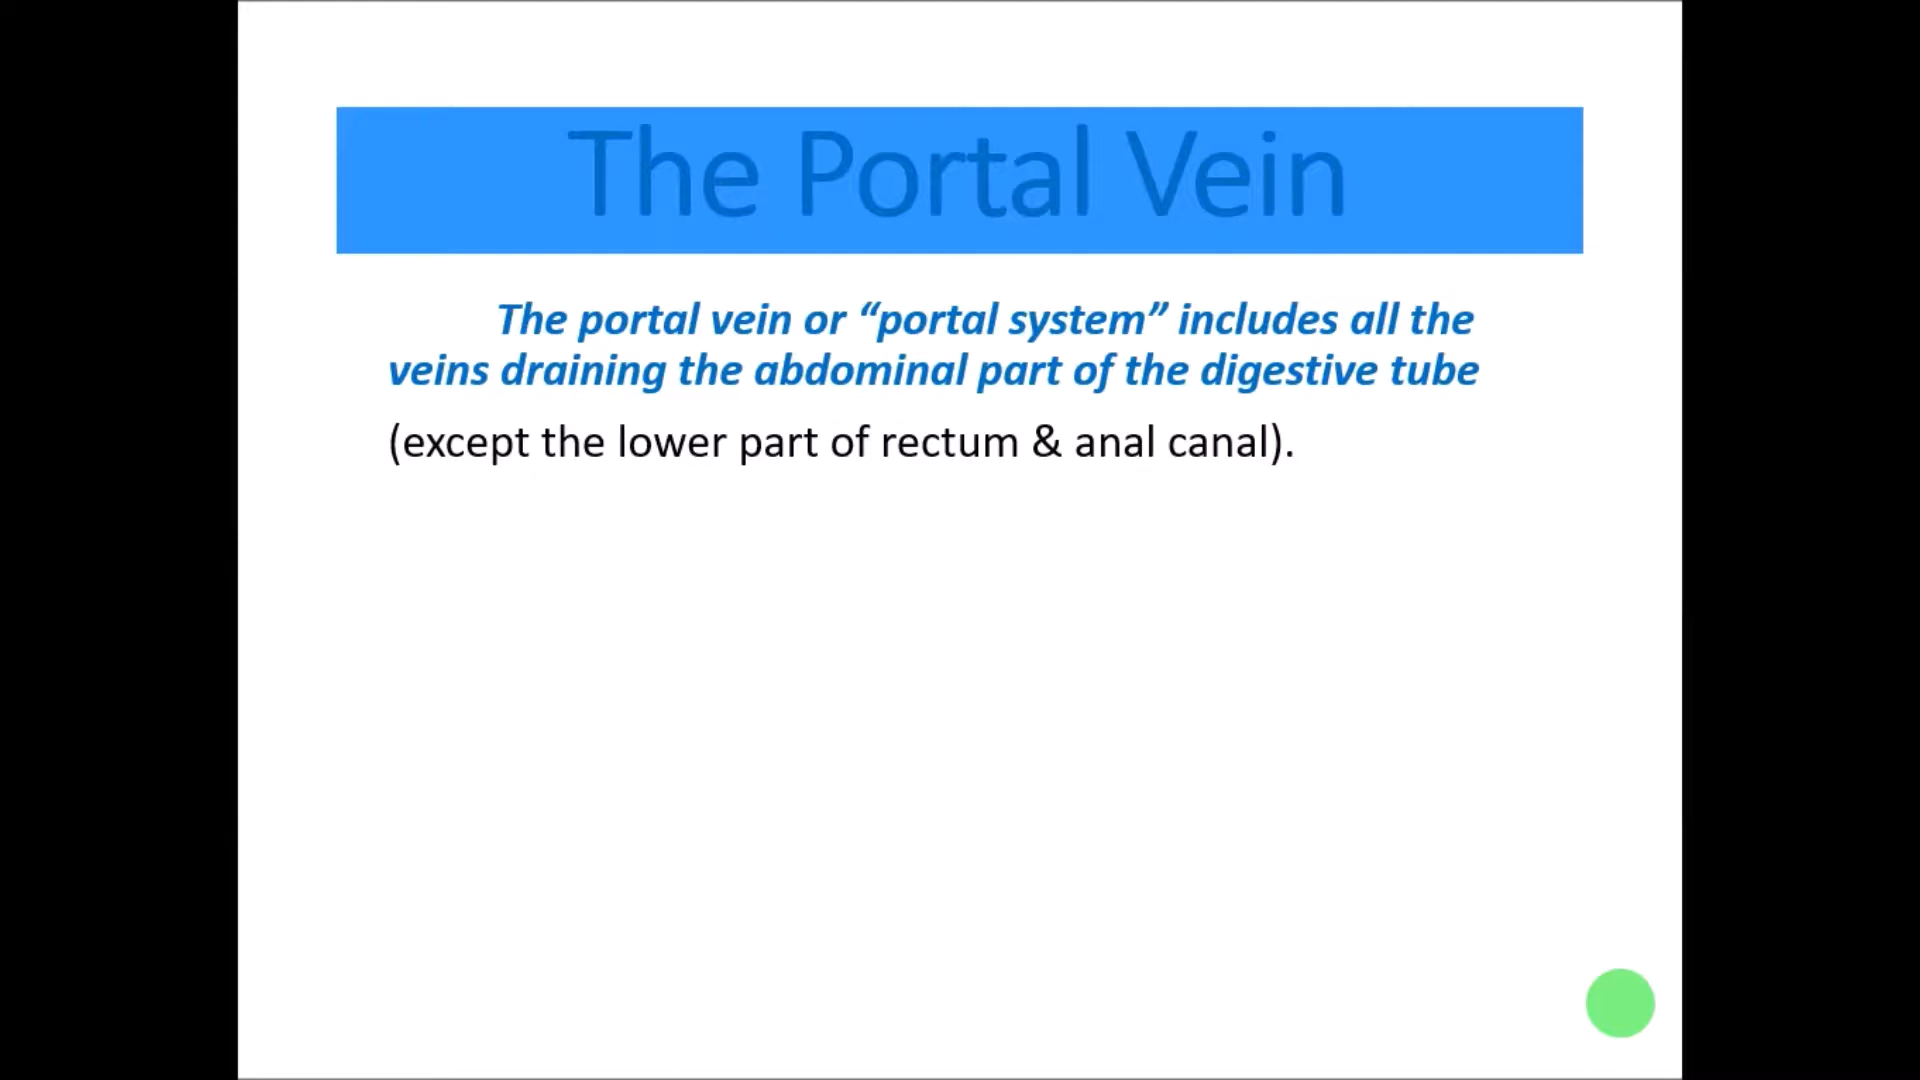 The Portal Vein
The portal vein or “portal system” includes all the
veins draining the abdominal part of the digestive tube
(except the lower part of rectum & anal canal).